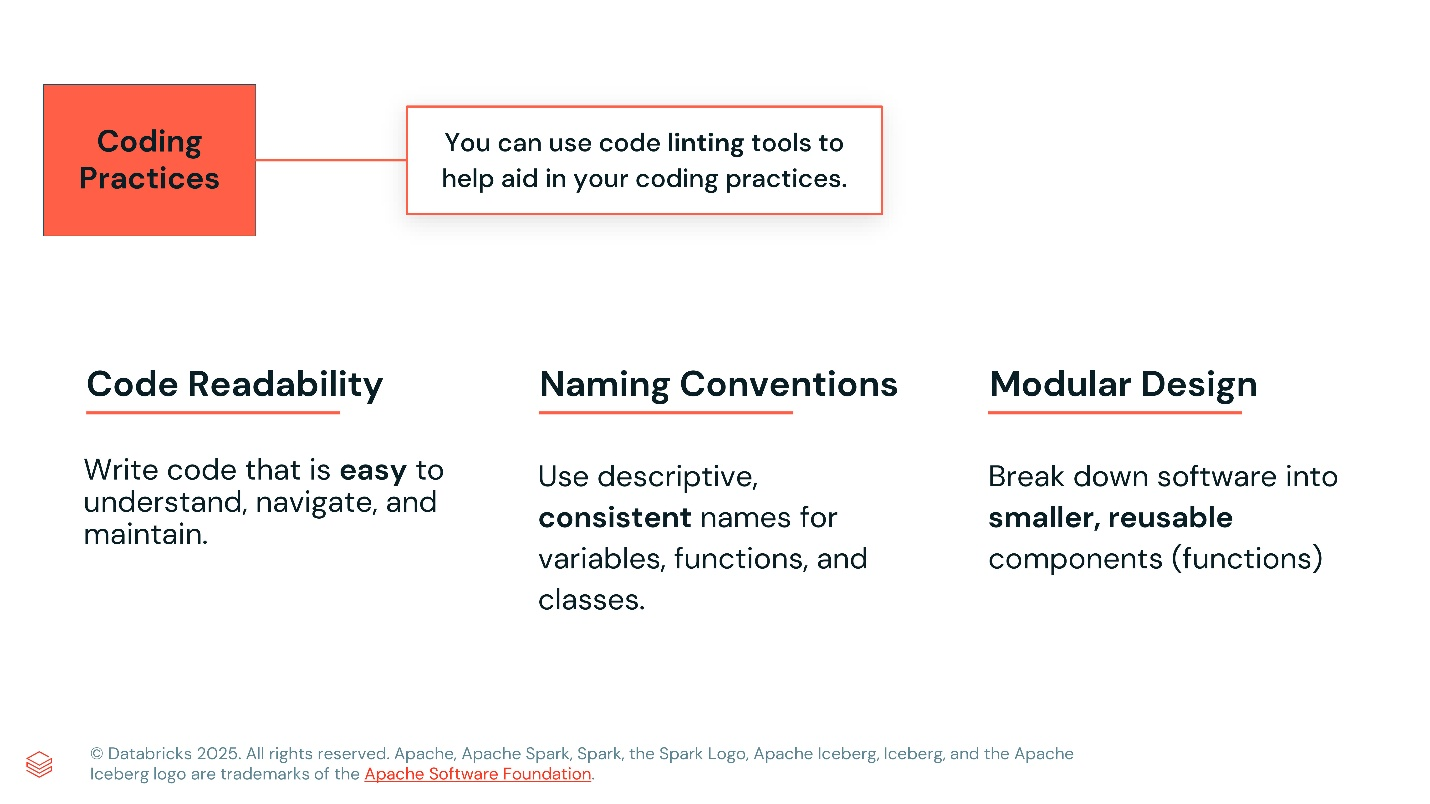 Coding
Practices
You can use code linting tools to
help aid in your coding practices.
Code Readability
Write code that is easy to
understand, navigate, and
maintain.
Naming Conventions
Use descriptive,
consistent names for
variables, functions, and
classes.
Modular Design
Break down software into
smaller, reusable
components (functions)
© Databricks 2025. All rights reserved. Apache, Apache Spark, Spark, the Spark Logo, Apache Iceberg, Iceberg, and the Apache
Iceberg logo are trademarks of the Apache Software Foundation.